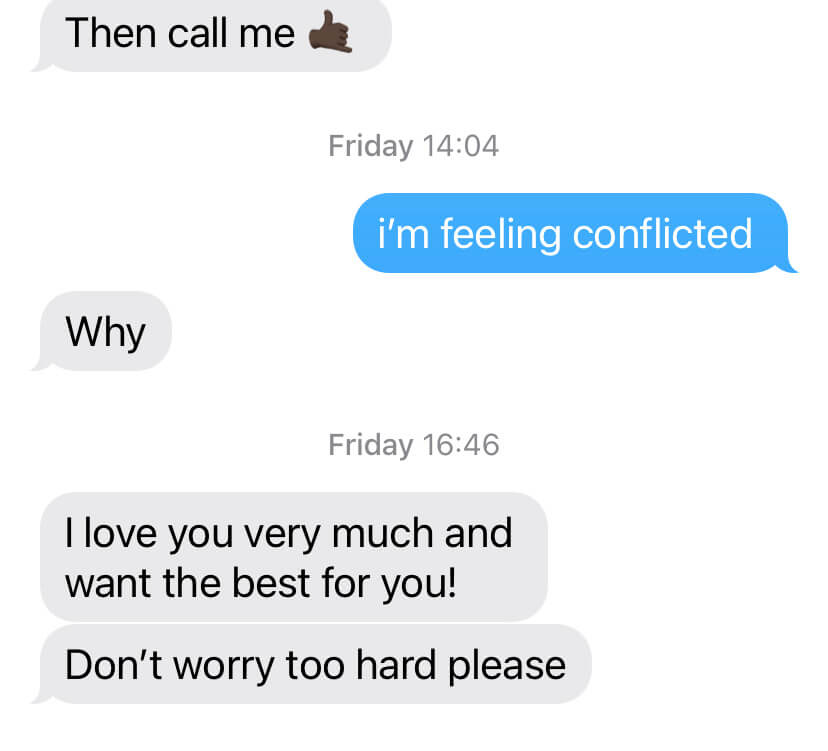 Then call me 🤙🏿
Friday 14:04
i'm feeling conflicted
Why
Friday 16:46
I love you very much and
want the best for you!
Don't worry too hard please